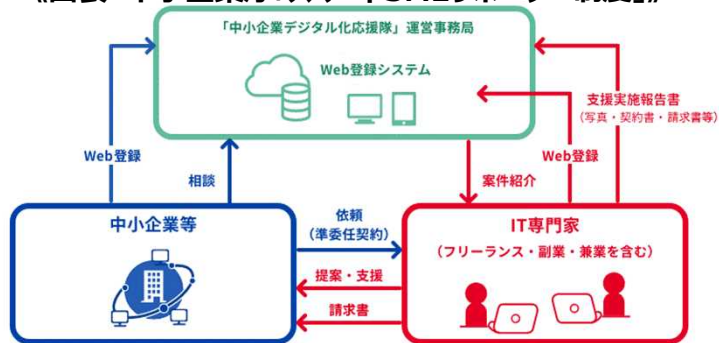 「中小企業デジタル化応援隊」運営事務局
Web登録システム
支援実施報告書
（写真・契約書・請求書等）
Web登録
相談
案件紹介
Web登録
中小企業等
依頼
（準委任契約）
提案・支援
請求書
IT専門家
（フリーランス・副業・兼業を含む）